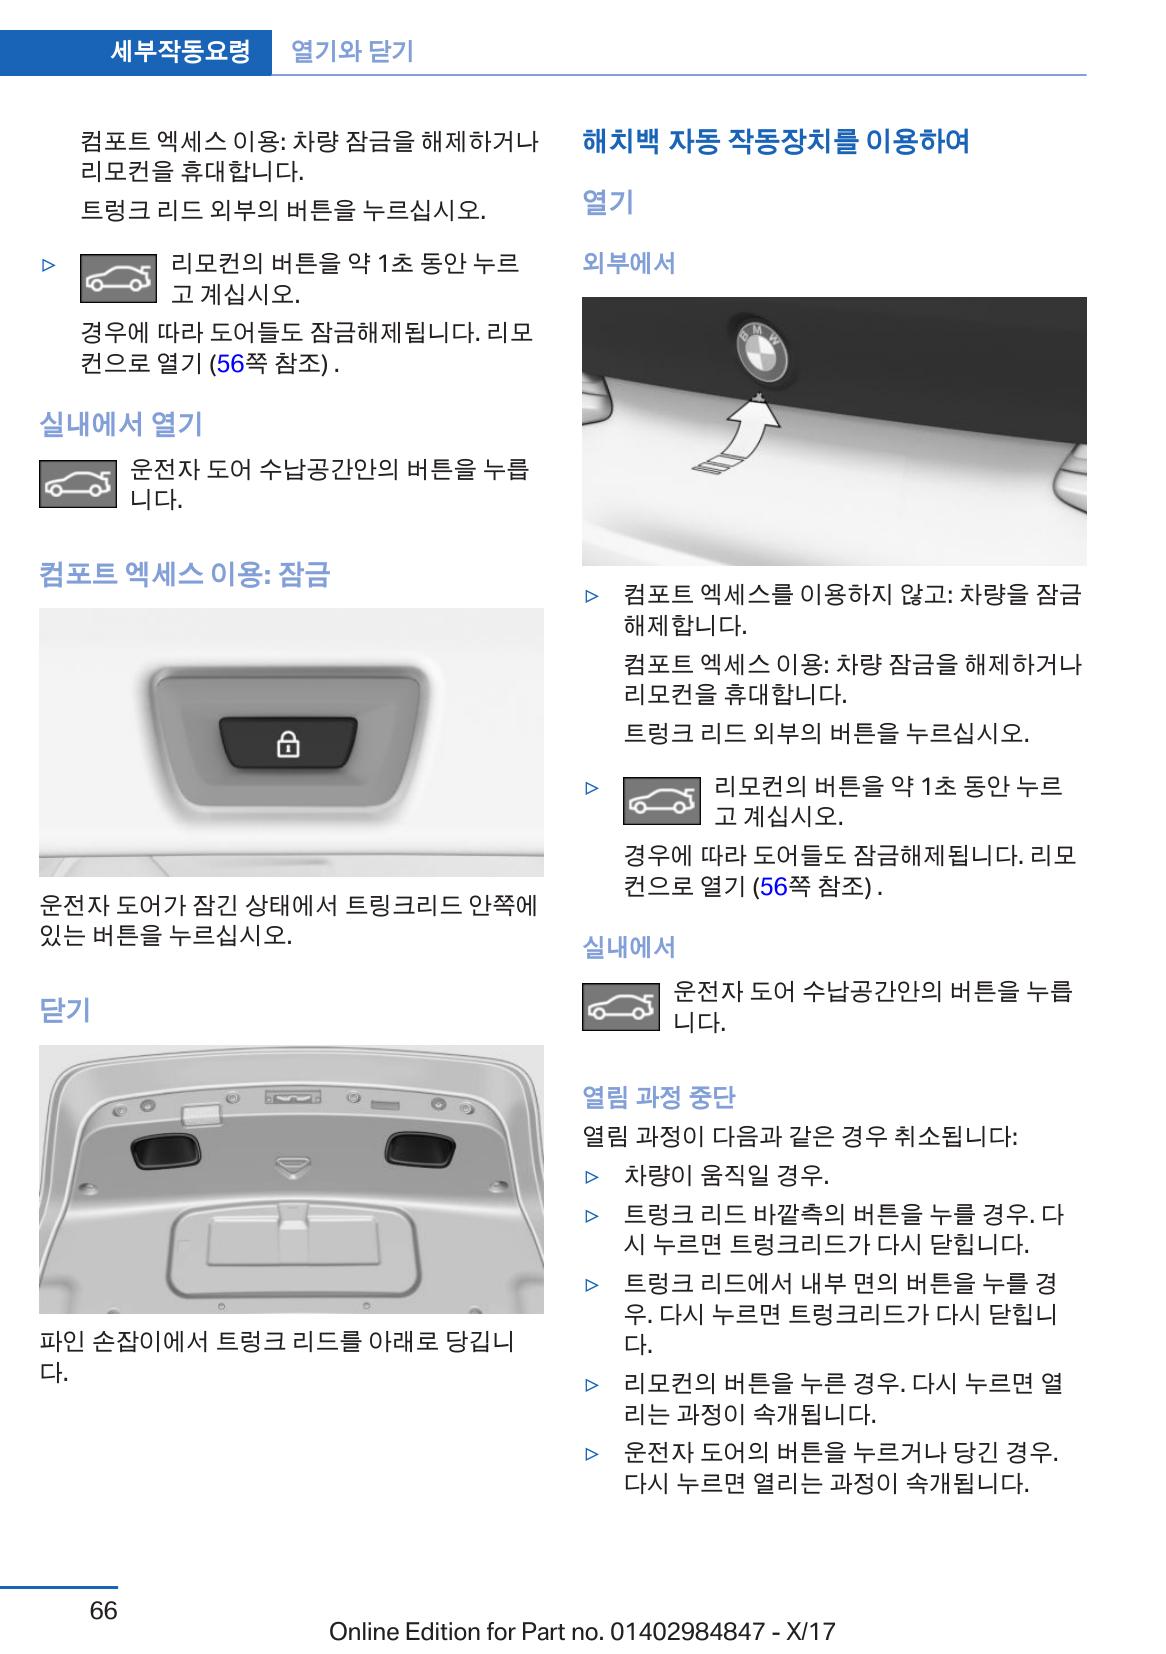 세부작동요령 열기와 닫기
컴포트 엑세스 이용: 차량 잠금을 해제하거나
리모컨을 휴대합니다.
트렁크 리드 외부의 버튼을 누르십시오.
▷ 리모컨의 버튼을 약 1초 동안 누르
고 계십시오.
경우에 따라 도어들도 잠금해제됩니다. 리모
컨으로 열기 (56쪽 참조) .
실내에서 열기
운전자 도어 수납공간안의 버튼을 누릅
니다.
컴포트 엑세스 이용: 잠금
운전자 도어가 잠긴 상태에서 트링크리드 안쪽에
있는 버튼을 누르십시오.
닫기
파인 손잡이에서 트렁크 리드를 아래로 당깁니
다.
해치백 자동 작동장치를 이용하여
열기
외부에서
BMW
▷ 컴포트 엑세스를 이용하지 않고: 차량을 잠금
해제합니다.
컴포트 엑세스 이용: 차량 잠금을 해제하거나
리모컨을 휴대합니다.
트렁크 리드 외부의 버튼을 누르십시오.
▷ 리모컨의 버튼을 약 1초 동안 누르
고 계십시오.
경우에 따라 도어들도 잠금해제됩니다. 리모
컨으로 열기 (56쪽 참조) .
실내에서
운전자 도어 수납공간안의 버튼을 누릅
니다.
열림 과정 중단
열림 과정이 다음과 같은 경우 취소됩니다:
▷ 차량이 움직일 경우.
▷ 트렁크 리드 바깥측의 버튼을 누를 경우. 다
시 누르면 트렁크리드가 다시 닫힙니다.
▷ 트렁크 리드에서 내부 면의 버튼을 누를 경
우. 다시 누르면 트렁크리드가 다시 닫힙니
다.
▷ 리모컨의 버튼을 누른 경우. 다시 누르면 열
리는 과정이 속개됩니다.
▷ 운전자 도어의 버튼을 누르거나 당긴 경우.
다시 누르면 열리는 과정이 속개됩니다.
66
Online Edition for Part no. 01402984847 - X/17